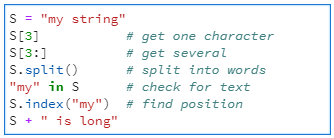 S = "my string"
S[3]           # get one character
S[3:]          # get several
S.split()      # split into words
"my" in S      # check for text
S.index("my")  # find position
S + " is long"